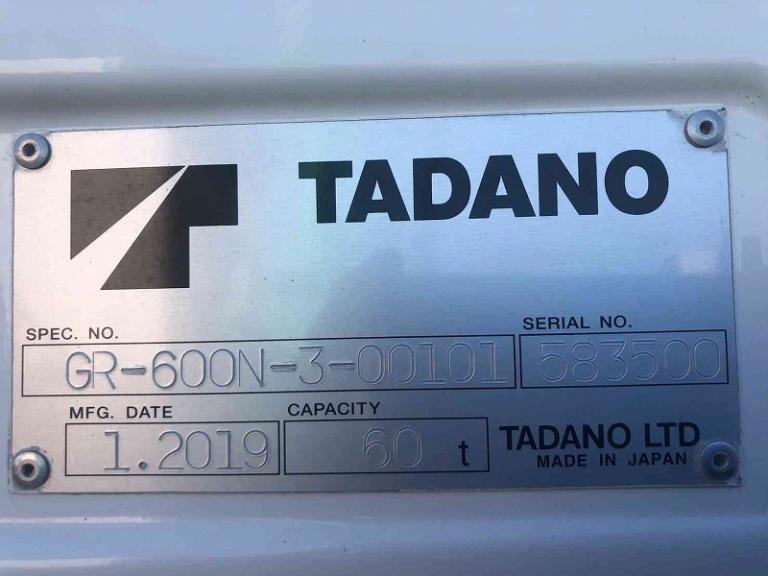 TADANO
SPEC. NO.
GR-600N-3-00101
SERIAL NO.
583500
MFG. DATE
1.2019
CAPACITY
60 t
TADANO LTD
MADE IN JAPAN